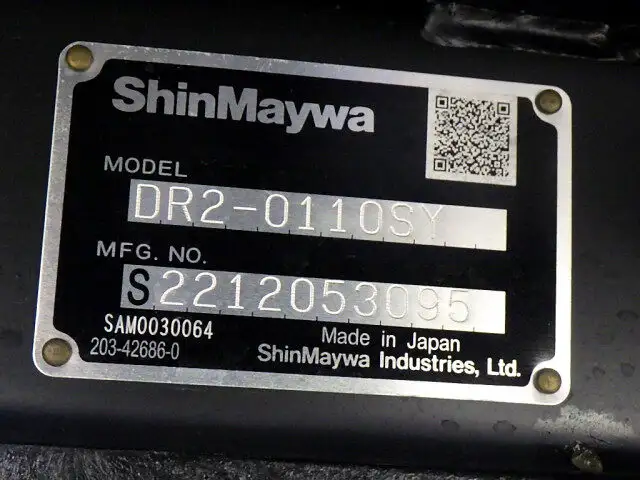 ShinMaywa
MODEL
DR2-0110SY
MFG. NO.
S2212053095
SAM0030064
203-42686-0
Made in Japan
ShinMaywa Industries, Ltd.